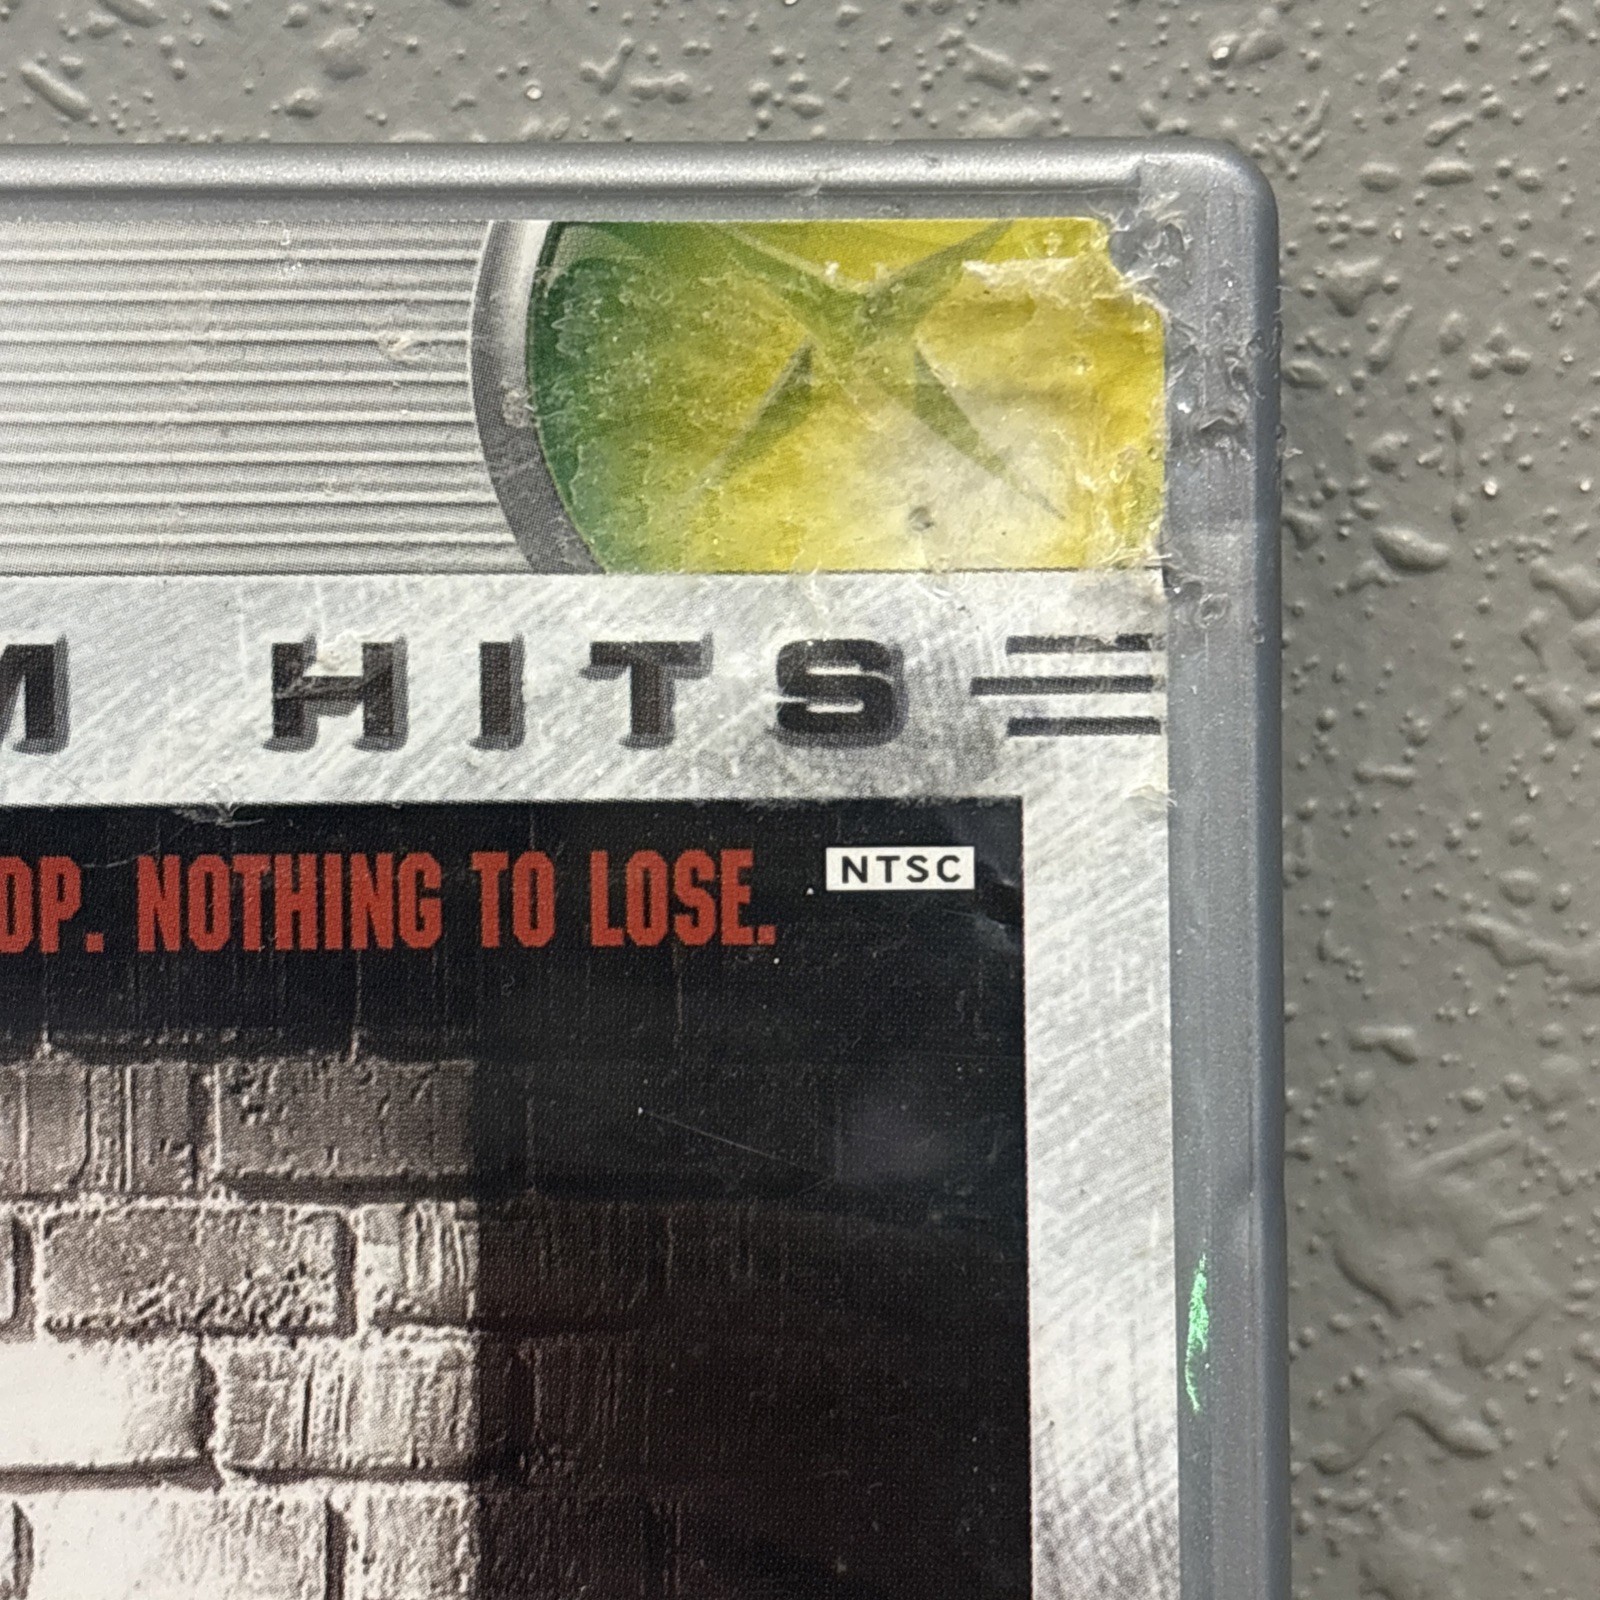 M HITS
OP. NOTHING TO LOSE.
NTSC